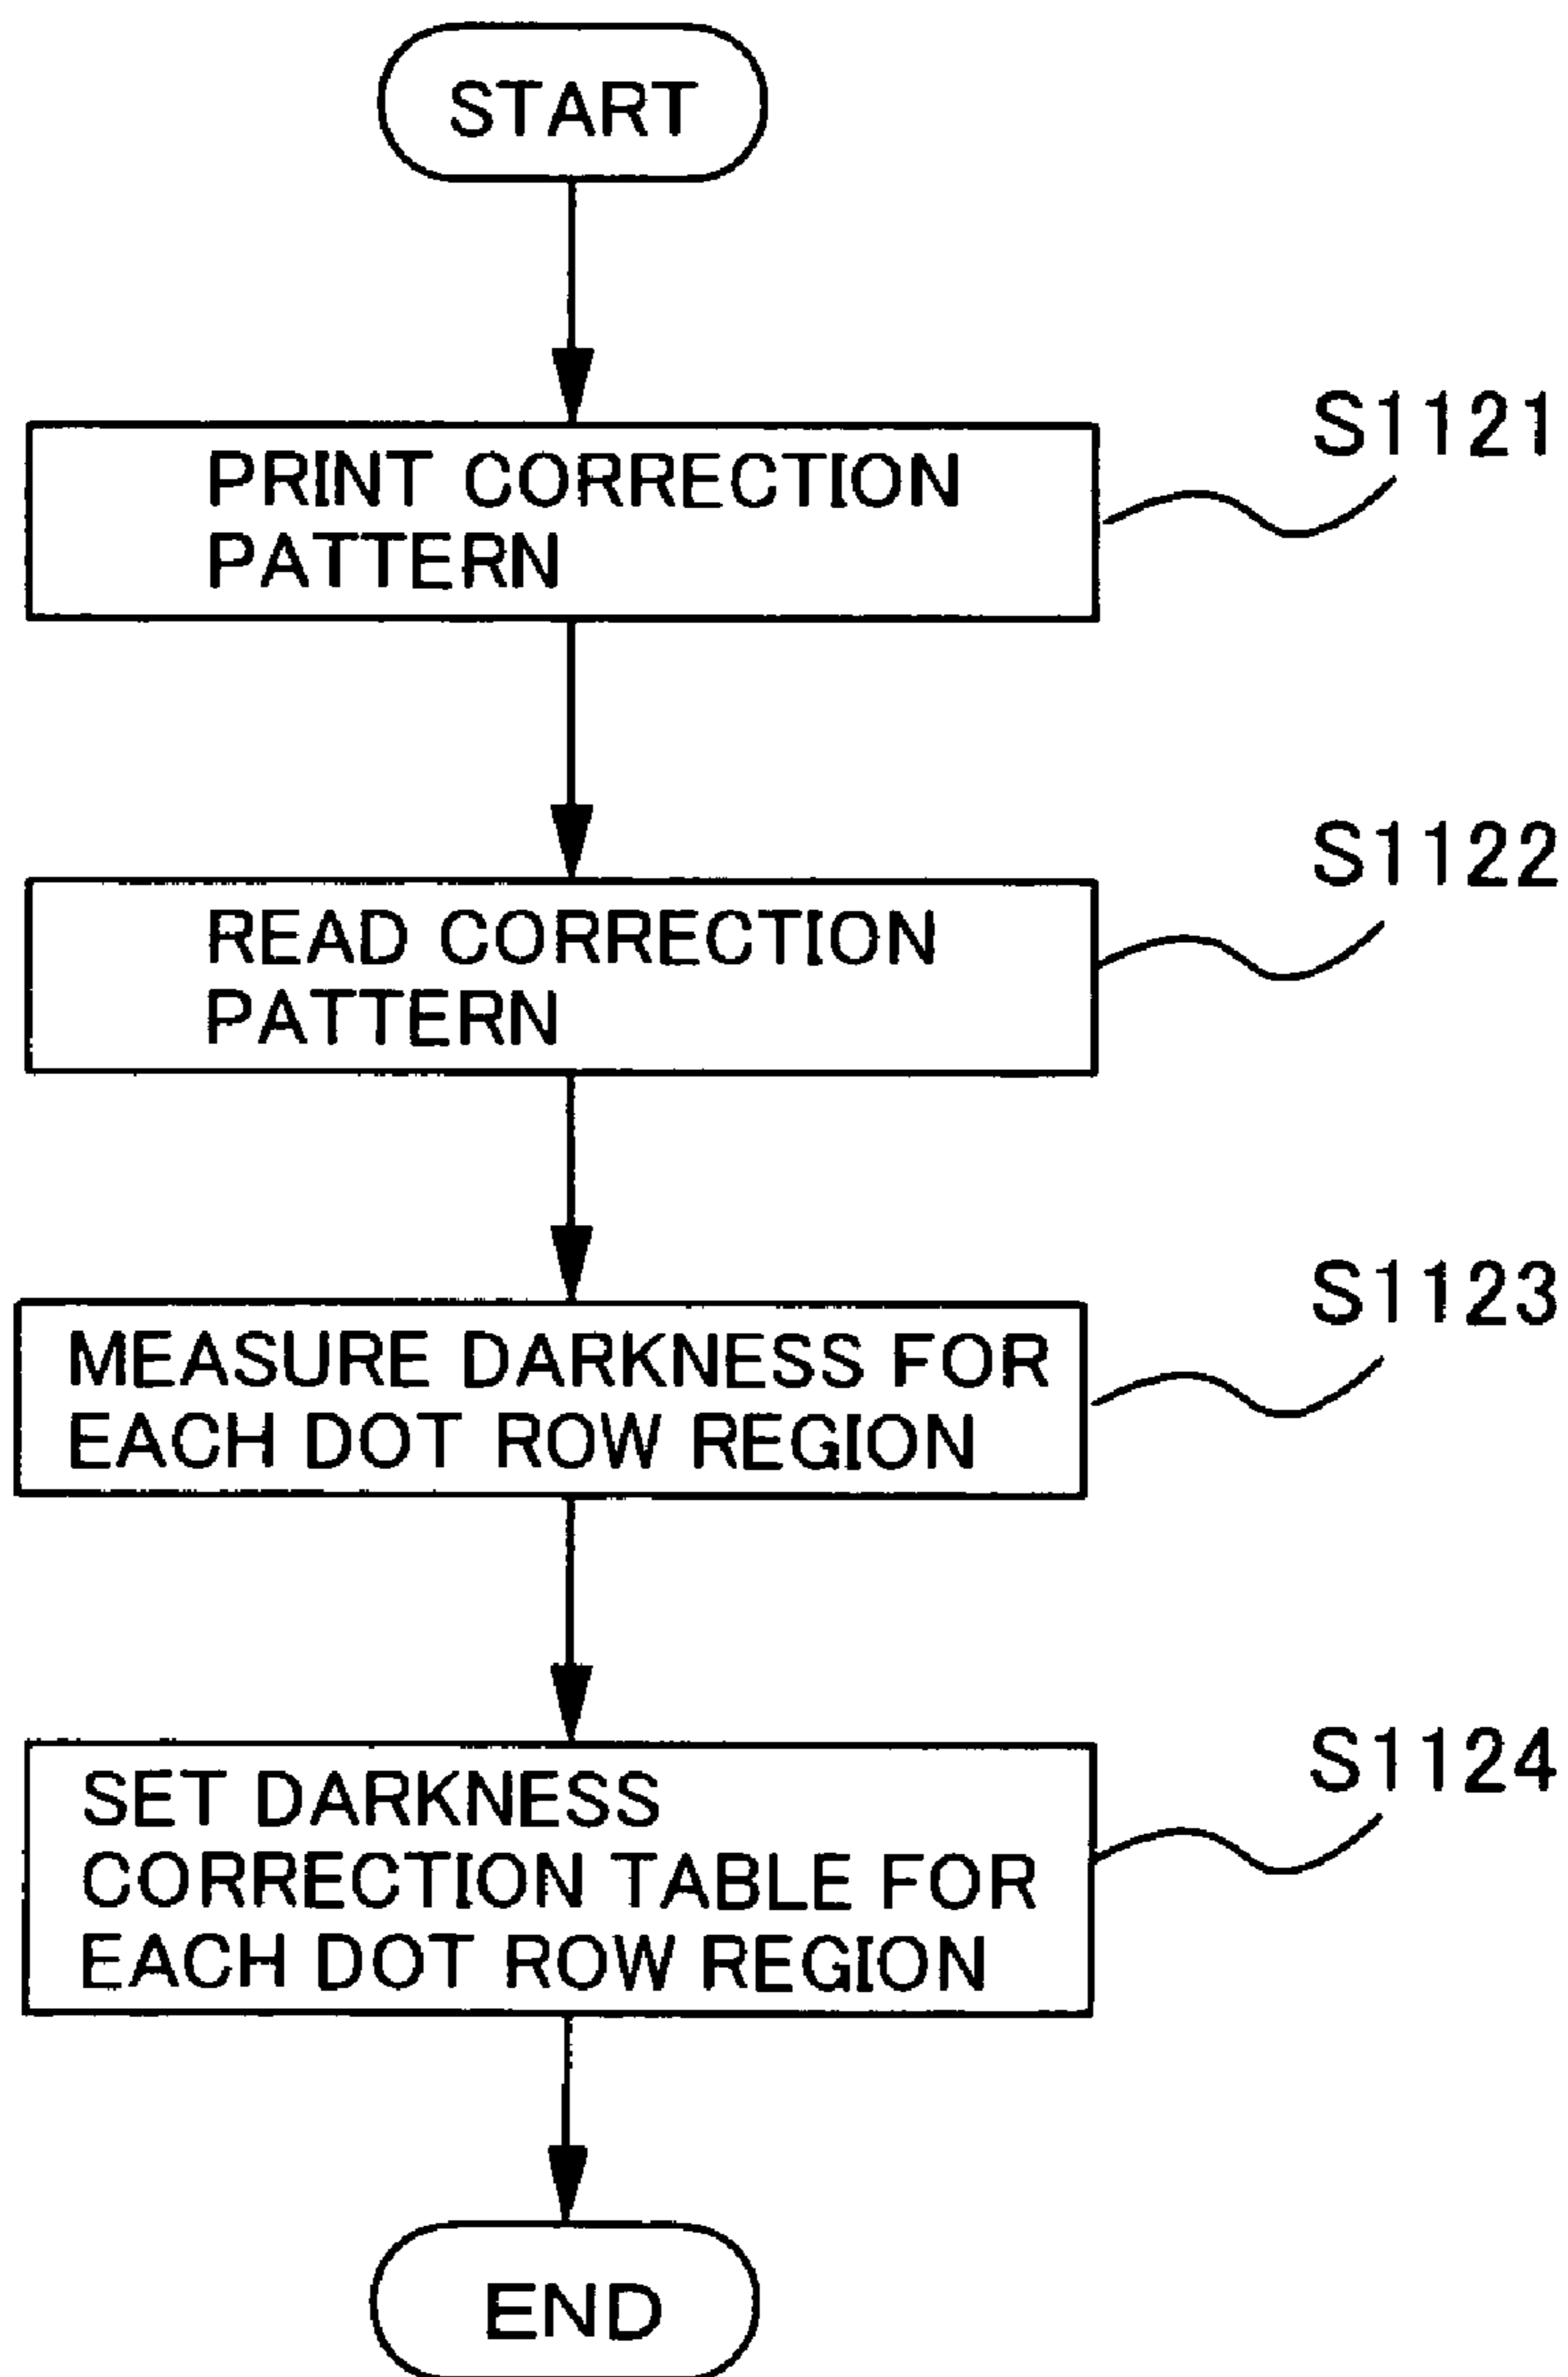 START
PRINT CORRECTION
PATTERN
S1121
READ CORRECTION
PATTERN
S1122
MEASURE DARKNESS FOR
EACH DOT ROW REGION
S1123
SET DARKNESS
CORRECTION TABLE FOR
EACH DOT ROW REGION
S1124
END